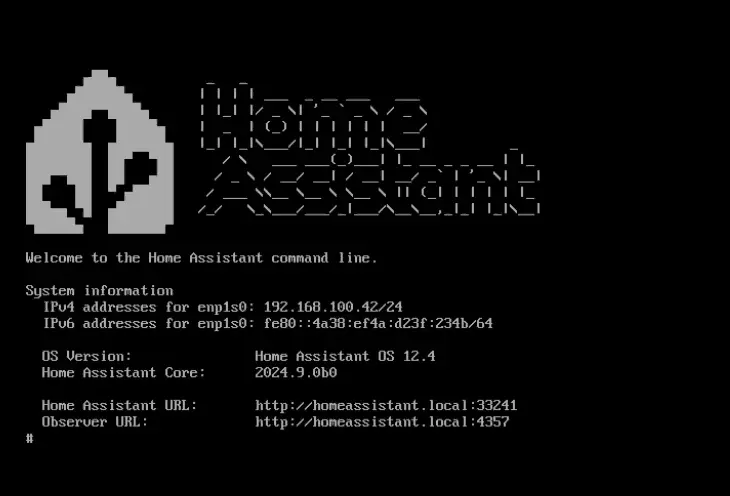 Home
Assistant
Welcome to the Home Assistant command line.
System information
IPv4 addresses for enp1s0: 192.168.100.42/24
IPv6 addresses for enp1s0: fe80::4a38:ef4a:d23f:234b/64
OS Version: Home Assistant OS 12.4
Home Assistant Core: 2024.9.0b0
Home Assistant URL: http://homeassistant.local:33241
Observer URL: http://homeassistant.local:4357
#